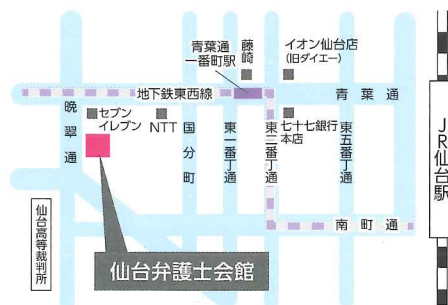 青葉通
一番町駅
藤崎
イオン仙台店
(旧ダイエー)
地下鉄東西線
青葉通
晩翠通
セブン
イレブン
NTT
国分町
東一番丁通
東三番丁通
七十七銀行
本店
東五番丁通
JR仙台駅
南町通
仙台高等裁判所
仙台弁護士会館